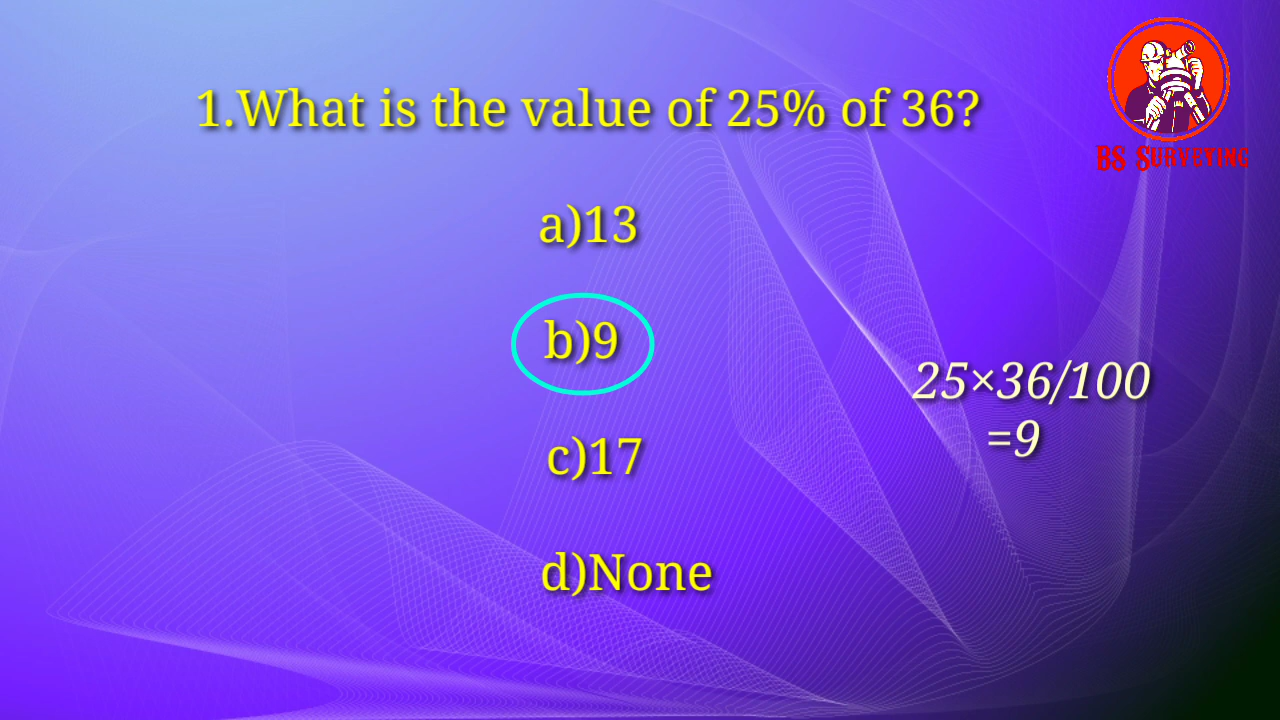 1.What is the value of 25% of 36?
BS Surveying
a)13
b)9
c)17
d)None
25×36/100
=9